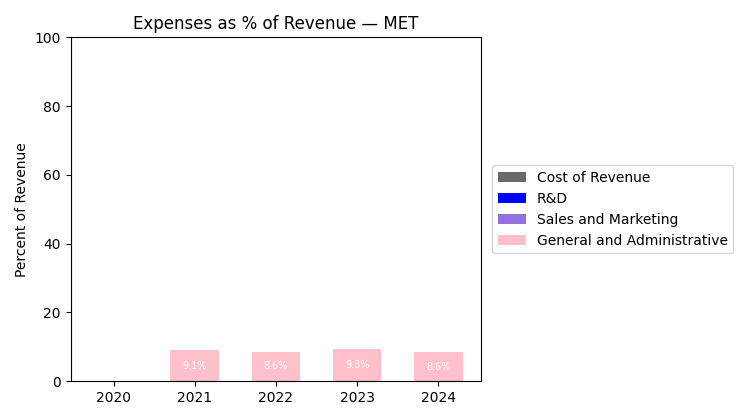 Expenses as % of Revenue — MET
100
80
60
40
20
0
Percent of Revenue
9.1%
8.6%
9.3%
8.6%
2020
2021
2022
2023
2024
Cost of Revenue
R&D
Sales and Marketing
General and Administrative